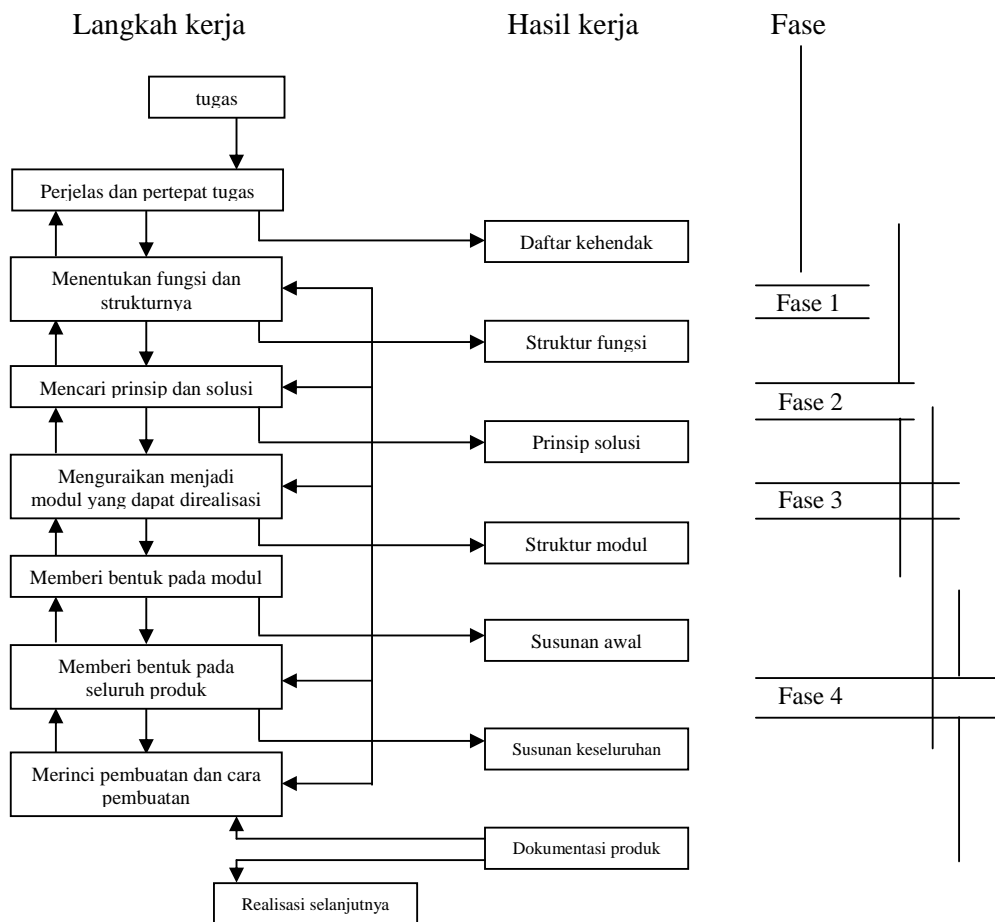 Langkah kerja
Hasil kerja
Fase
tugas
Perjelas dan pertepat tugas
Daftar kehendak
Menentukan fungsi dan
strukturnya
Fase 1
Struktur fungsi
Mencari prinsip dan solusi
Fase 2
Prinsip solusi
Menguraikan menjadi
modul yang dapat direalisasi
Fase 3
Struktur modul
Memberi bentuk pada modul
Susunan awal
Memberi bentuk pada
seluruh produk
Fase 4
Susunan keseluruhan
Merinci pembuatan dan cara
pembuatan
Dokumentasi produk
Realisasi selanjutnya